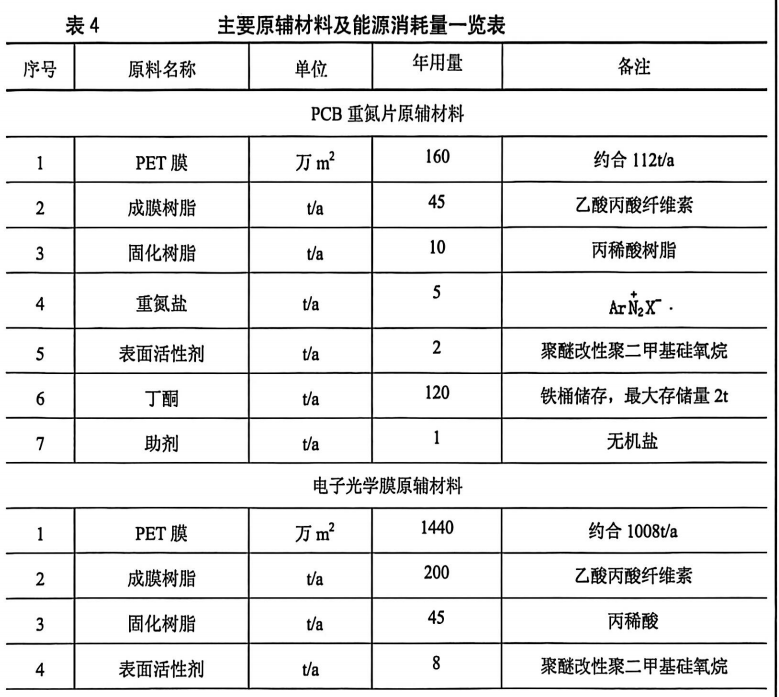 表 4 主要原辅材料及能源消耗量一览表
序号 原料名称 单位 年用量 备注
PCB 重氮片原辅材料
1 PET 膜 万 m² 160 约合 112t/a
2 成膜树脂 t/a 45 乙酸丙酸纤维素
3 固化树脂 t/a 10 丙稀酸树脂
4 重氮盐 t/a 5 ArN₂⁺X⁻ .
5 表面活性剂 t/a 2 聚醚改性聚二甲基硅氧烷
6 丁酮 t/a 120 铁桶储存，最大存储量 2t
7 助剂 t/a 1 无机盐
电子光学膜原辅材料
1 PET 膜 万 m² 1440 约合 1008t/a
2 成膜树脂 t/a 200 乙酸丙酸纤维素
3 固化树脂 t/a 45 丙烯酸
4 表面活性剂 t/a 8 聚醚改性聚二甲基硅氧烷